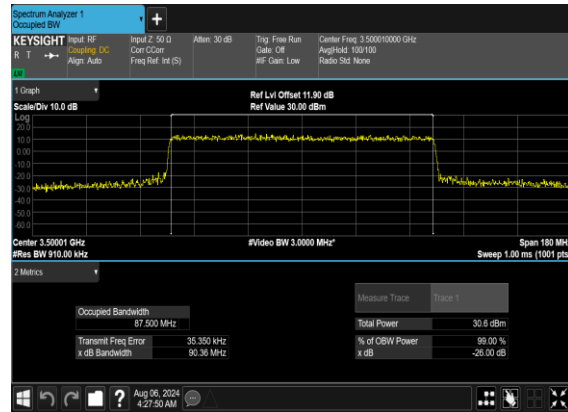 Spectrum Analyzer 1
Occupied BW
+
KEYSIGHT Input: RF Input Z: 50 Ω Atten: 30 dB Trig: Free Run Center Freq: 3.500010000 GHz
R T Coupling: DC Corr CCorr Gate: Off Avg|Hold: 100/100
Align: Auto Freq Ref: Int (S) #IF Gain: Low Radio Std: None
1 Graph
Ref Lvl Offset 11.90 dB
Scale/Div 10.0 dB Ref Value 30.00 dBm
Log
20.0
10.0
0.00
-10.0
-20.0
-30.0
-40.0
-50.0
-60.0
Center 3.50001 GHz #Video BW 3.0000 MHz* Span 180 MH
#Res BW 910.00 kHz Sweep 1.00 ms (1001 pts
2 Metrics
Measure Trace Trace 1
Occupied Bandwidth
87.500 MHz
Total Power 30.6 dBm
Transmit Freq Error 35.350 kHz % of OBW Power 99.00 %
x dB Bandwidth 90.36 MHz x dB -26.00 dB
? Aug 06, 2024
4:27:50 AM